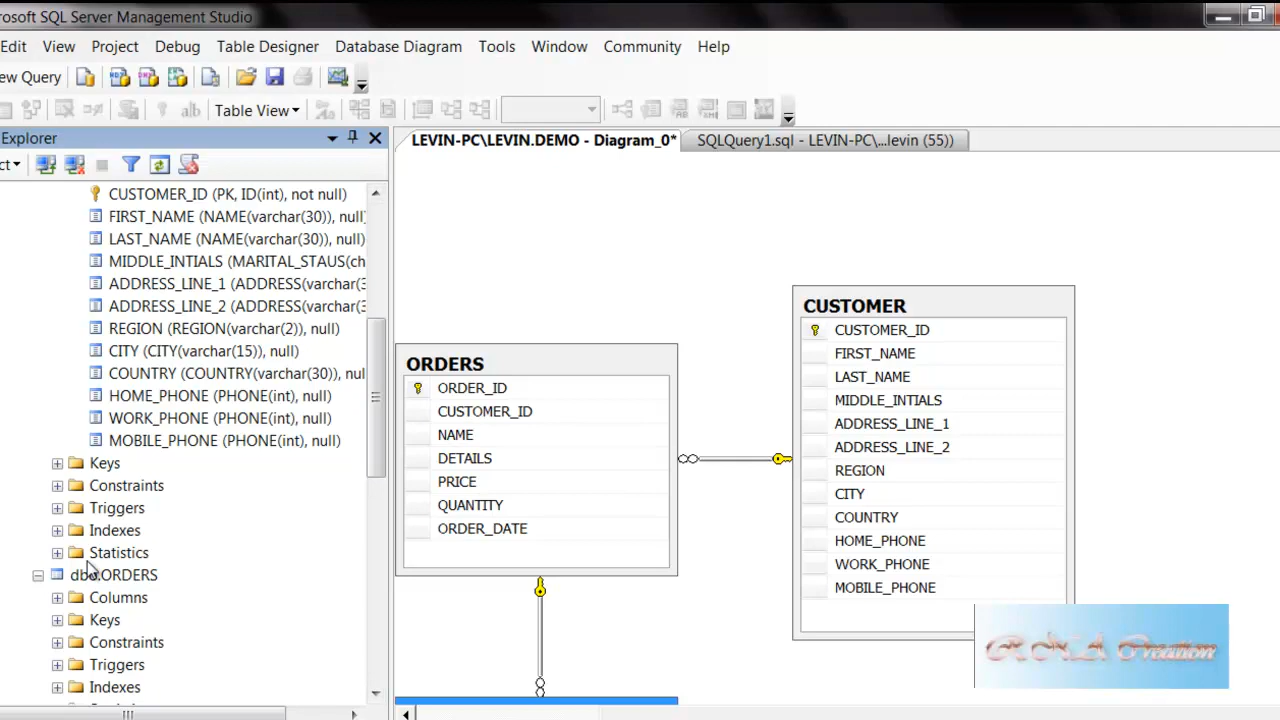 rosoft SQL Server Management Studio
Edit View Project Debug Table Designer Database Diagram Tools Window Community Help
ew Query
Table View
Explorer
LEVIN-PC\LEVIN.DEMO - Diagram_0*
SQLQuery1.sql - LEVIN-PC\...levin (55))
ct
CUSTOMER_ID (PK, ID(int), not null)
FIRST_NAME (NAME(varchar(30)), null)
LAST_NAME (NAME(varchar(30)), null)
MIDDLE_INTIALS (MARITAL_STAUS(ch
ADDRESS_LINE_1 (ADDRESS(varchar(3
ADDRESS_LINE_2 (ADDRESS(varchar(3
REGION (REGION(varchar(2)), null)
CITY (CITY(varchar(15)), null)
COUNTRY (COUNTRY(varchar(30)), nul
HOME_PHONE (PHONE(int), null)
WORK_PHONE (PHONE(int), null)
MOBILE_PHONE (PHONE(int), null)
Keys
Constraints
Triggers
Indexes
Statistics
dbo.ORDERS
Columns
Keys
Constraints
Triggers
Indexes
ORDERS
ORDER_ID
CUSTOMER_ID
NAME
DETAILS
PRICE
QUANTITY
ORDER_DATE
CUSTOMER
CUSTOMER_ID
FIRST_NAME
LAST_NAME
MIDDLE_INTIALS
ADDRESS_LINE_1
ADDRESS_LINE_2
REGION
CITY
COUNTRY
HOME_PHONE
WORK_PHONE
MOBILE_PHONE
Creation